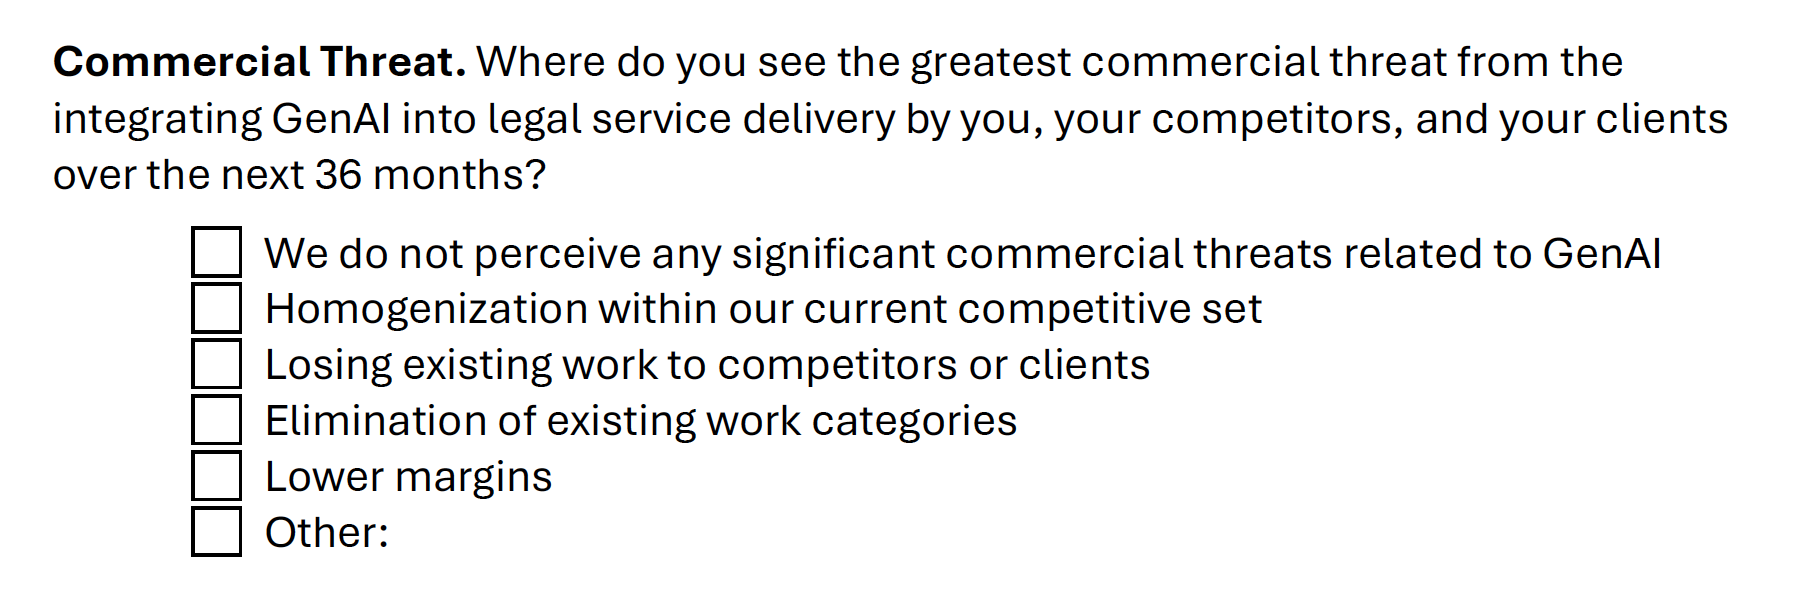 Commercial Threat. Where do you see the greatest commercial threat from the
integrating GenAI into legal service delivery by you, your competitors, and your clients
over the next 36 months?
We do not perceive any significant commercial threats related to GenAI
Homogenization within our current competitive set
Losing existing work to competitors or clients
Elimination of existing work categories
Lower margins
Other: